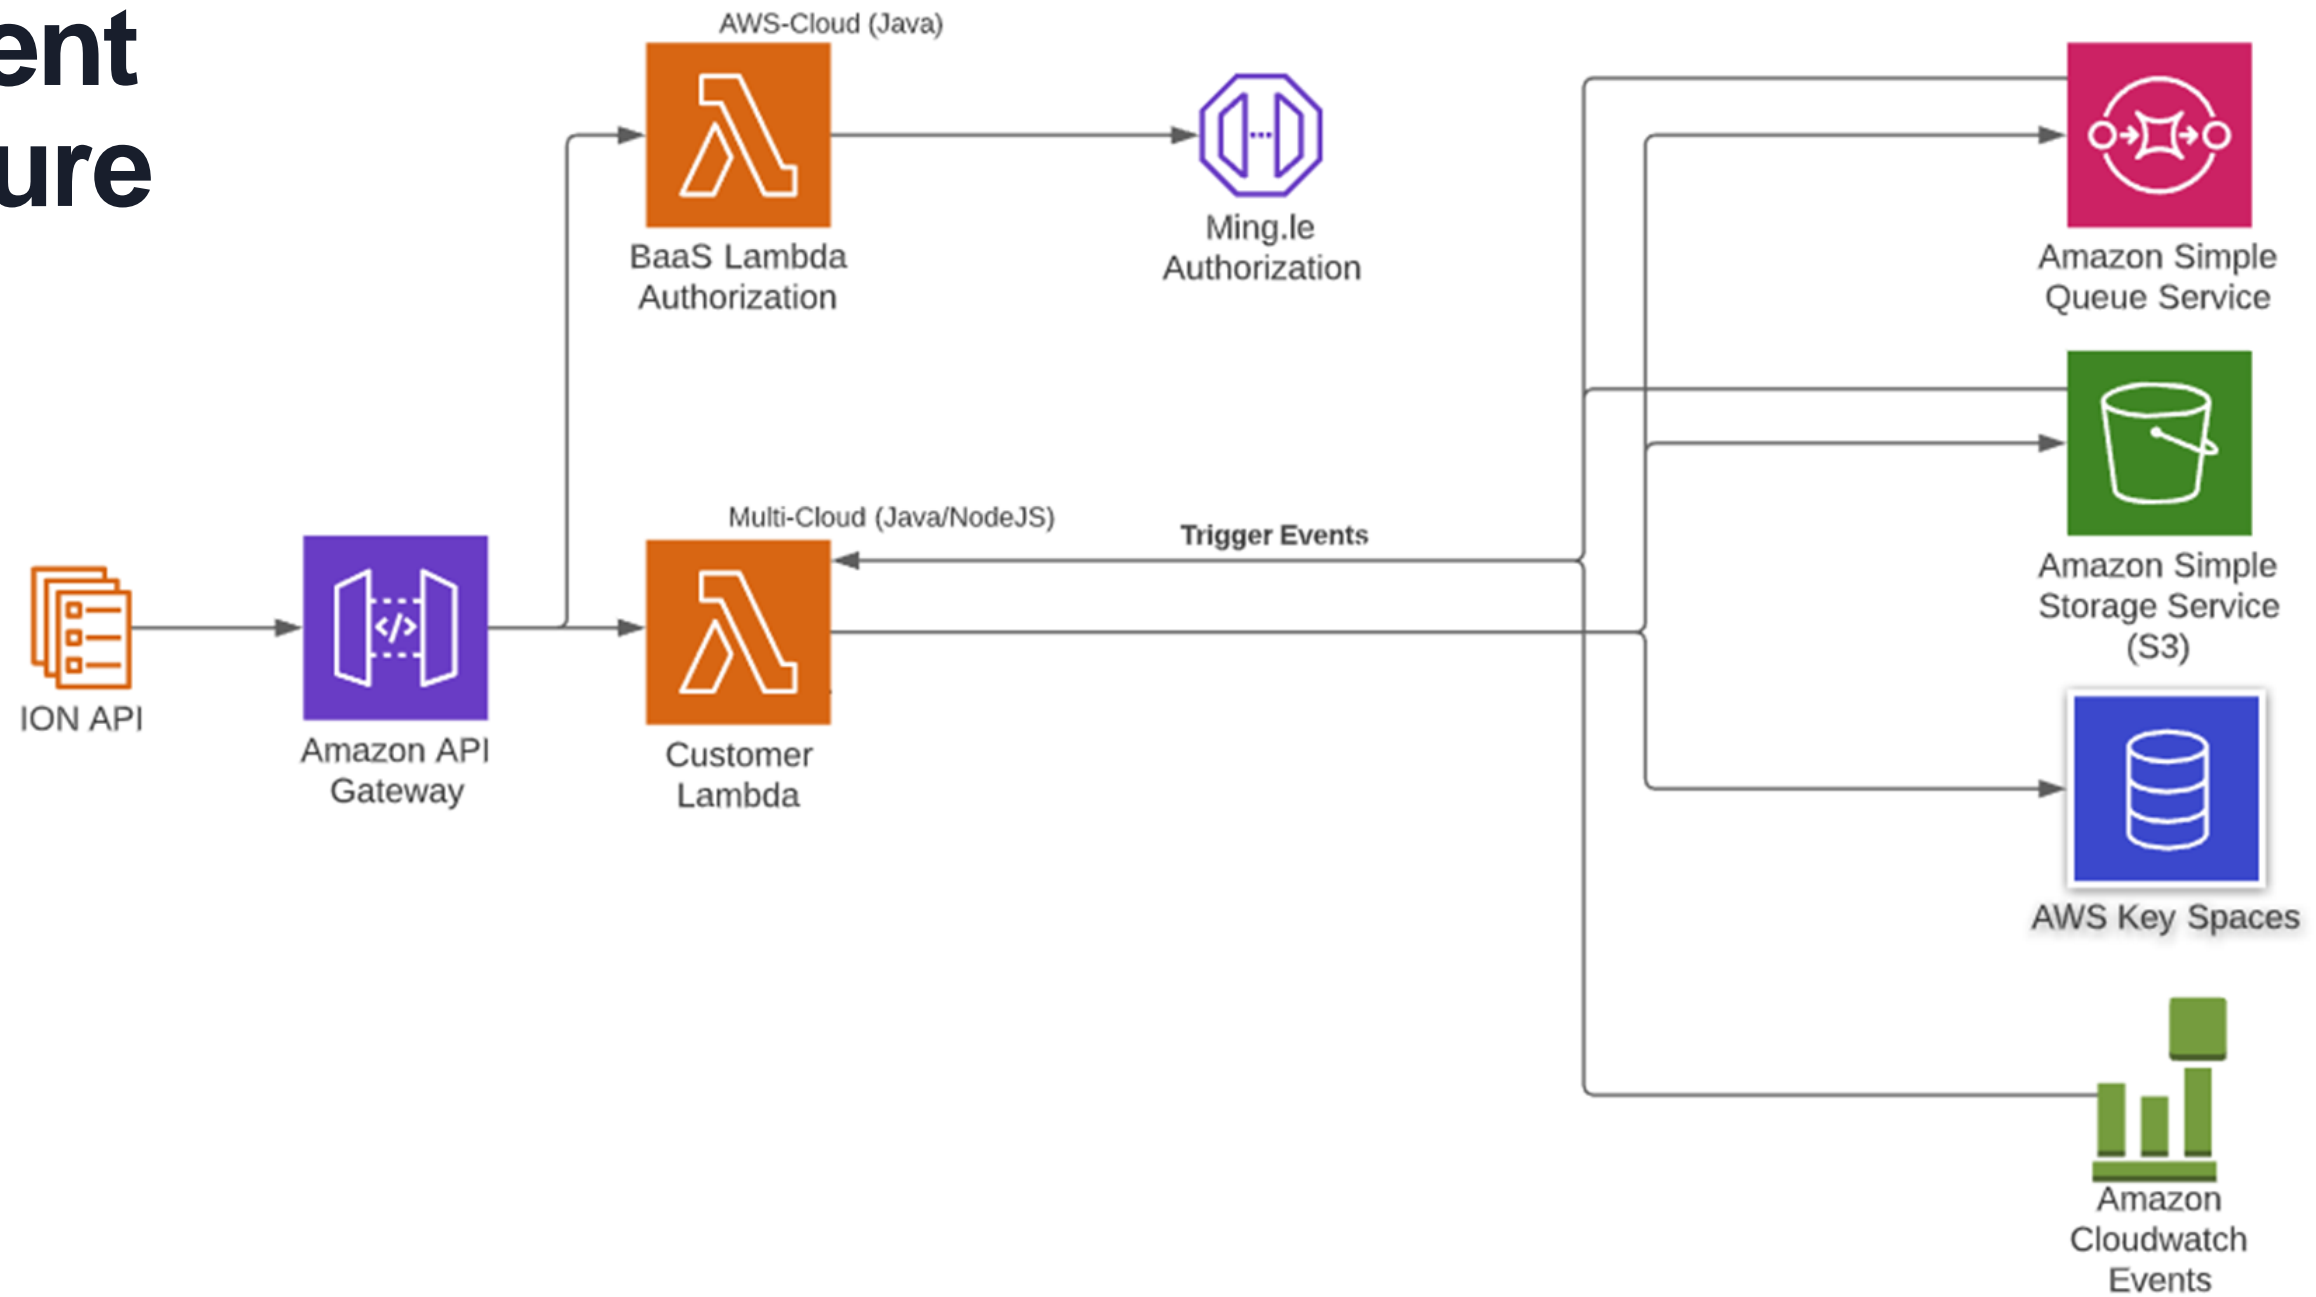 ent
ure
AWS-Cloud (Java)
BaaS Lambda
Authorization
Ming.le
Authorization
Amazon Simple
Queue Service
Amazon Simple
Storage Service
(S3)
Multi-Cloud (Java/NodeJS)
Trigger Events
ION API
Amazon API
Gateway
Customer
Lambda
AWS Key Spaces
Amazon
Cloudwatch
Events